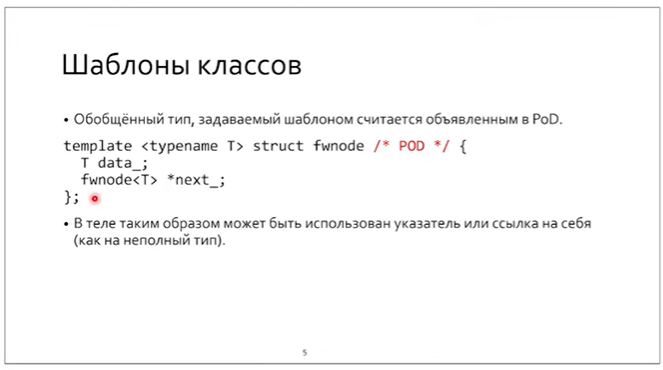 Шаблоны классов
• Обобщённый тип, задаваемый шаблоном считается объявленным в PoD.
template <typename T> struct fwnode /* POD */ {
  T data_;
  fwnode<T> *next_;
};
• В теле таким образом может быть использован указатель или ссылка на себя
(как на неполный тип).
5